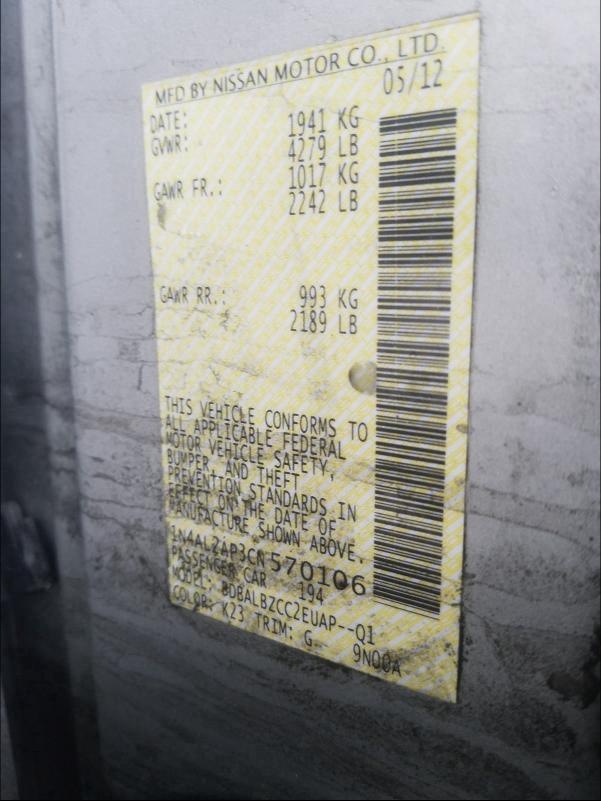 MFD BY NISSAN MOTOR CO., LTD.
DATE: 05/12
GVWR: 1941 KG
4279 LB
GAWR FR.: 1017 KG
2242 LB
GAWR RR.: 993 KG
2189 LB
THIS VEHICLE CONFORMS TO
ALL APPLICABLE FEDERAL
MOTOR VEHICLE SAFETY,
BUMPER, AND THEFT
PREVENTION STANDARDS IN
EFFECT ON THE DATE OF
MANUFACTURE SHOWN ABOVE.
1N4AL2AP3CN570106
PASSENGER CAR 194
MODEL: BDBALBZCC2EUAP--Q1
COLOR: K23 TRIM: G 9N00A